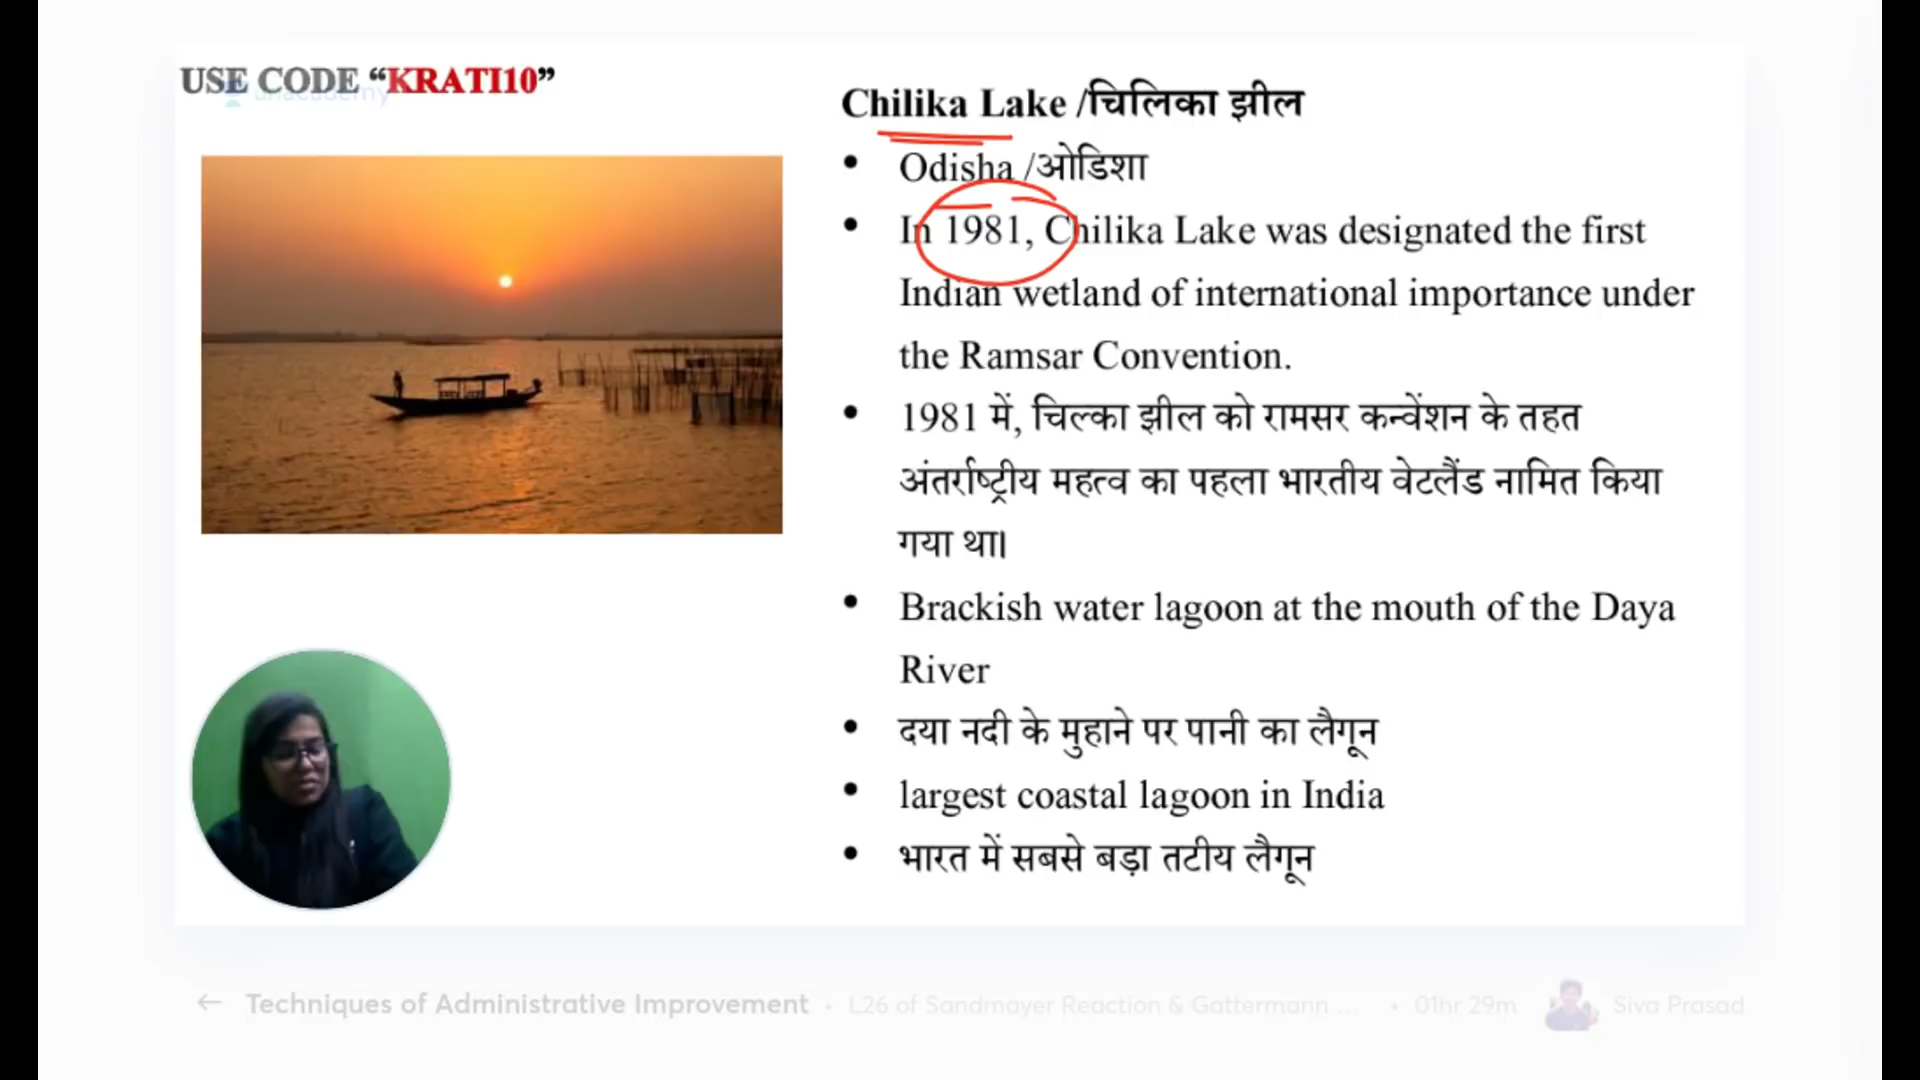 USE CODE “KRATI10”
unacademy
Chilika Lake /चिलिका झील
• Odisha /ओडिशा
• In 1981, Chilika Lake was designated the first
Indian wetland of international importance under
the Ramsar Convention.
• 1981 में, चिल्का झील को रामसर कन्वेंशन के तहत
अंतर्राष्ट्रीय महत्व का पहला भारतीय वेटलैंड नामित किया
गया था।
• Brackish water lagoon at the mouth of the Daya
River
• दया नदी के मुहाने पर पानी का लैगून
• largest coastal lagoon in India
• भारत में सबसे बड़ा तटीय लैगून
← Techniques of Administrative Improvement • L26 of Sandmayer Reaction & Gattermann ... • 01hr 29m Siva Prasad